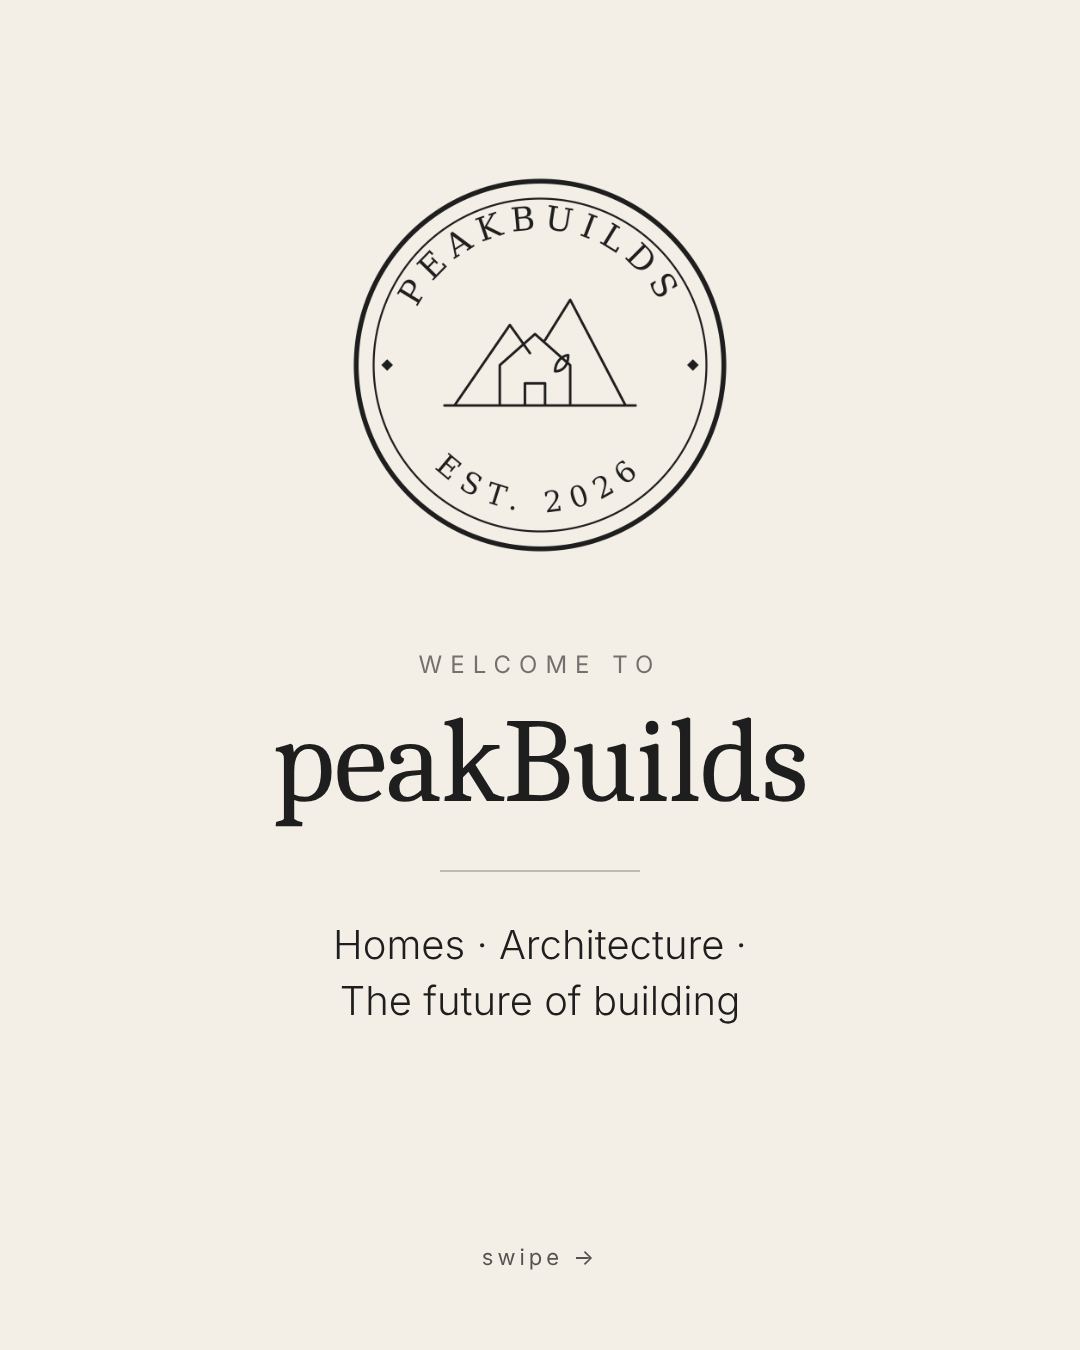 PEAKBUILDS
EST. 2026
WELCOME TO
peakBuilds
Homes · Architecture ·
The future of building
swipe →